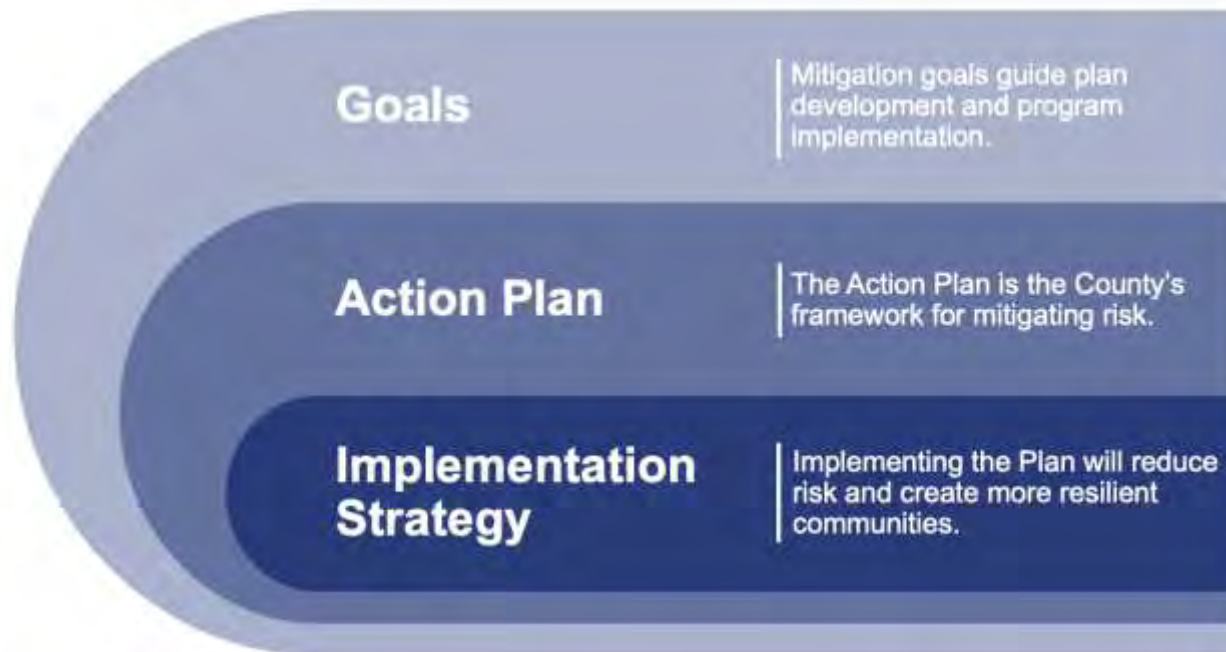 Goals
Mitigation goals guide plan
development and program
implementation.
Action Plan
The Action Plan is the County's
framework for mitigating risk.
Implementation
Strategy
Implementing the Plan will reduce
risk and create more resilient
communities.